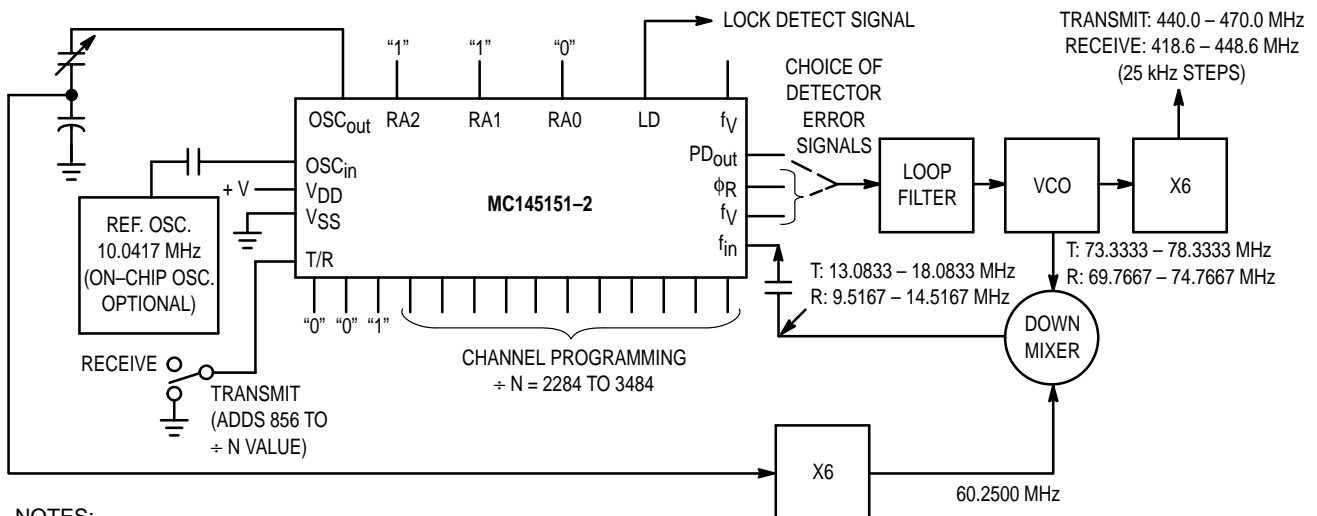 LOCK DETECT SIGNAL
TRANSMIT: 440.0 – 470.0 MHz
RECEIVE: 418.6 – 448.6 MHz
(25 kHz STEPS)
“1”
“1”
“0”
CHOICE OF
DETECTOR
ERROR
SIGNALS
OSCout
RA2
RA1
RA0
LD
fV
OSCin
+ V
VDD
VSS
T/R
MC145151–2
PDout
ϕR
fV
fin
LOOP
FILTER
VCO
X6
REF. OSC.
10.0417 MHz
(ON–CHIP OSC.
OPTIONAL)
T: 13.0833 – 18.0833 MHz
R: 9.5167 – 14.5167 MHz
T: 73.3333 – 78.3333 MHz
R: 69.7667 – 74.7667 MHz
“0”
“0”
“1”
DOWN
MIXER
CHANNEL PROGRAMMING
÷ N = 2284 TO 3484
RECEIVE
TRANSMIT
(ADDS 856 TO
÷ N VALUE)
X6
60.2500 MHz
NOTES: